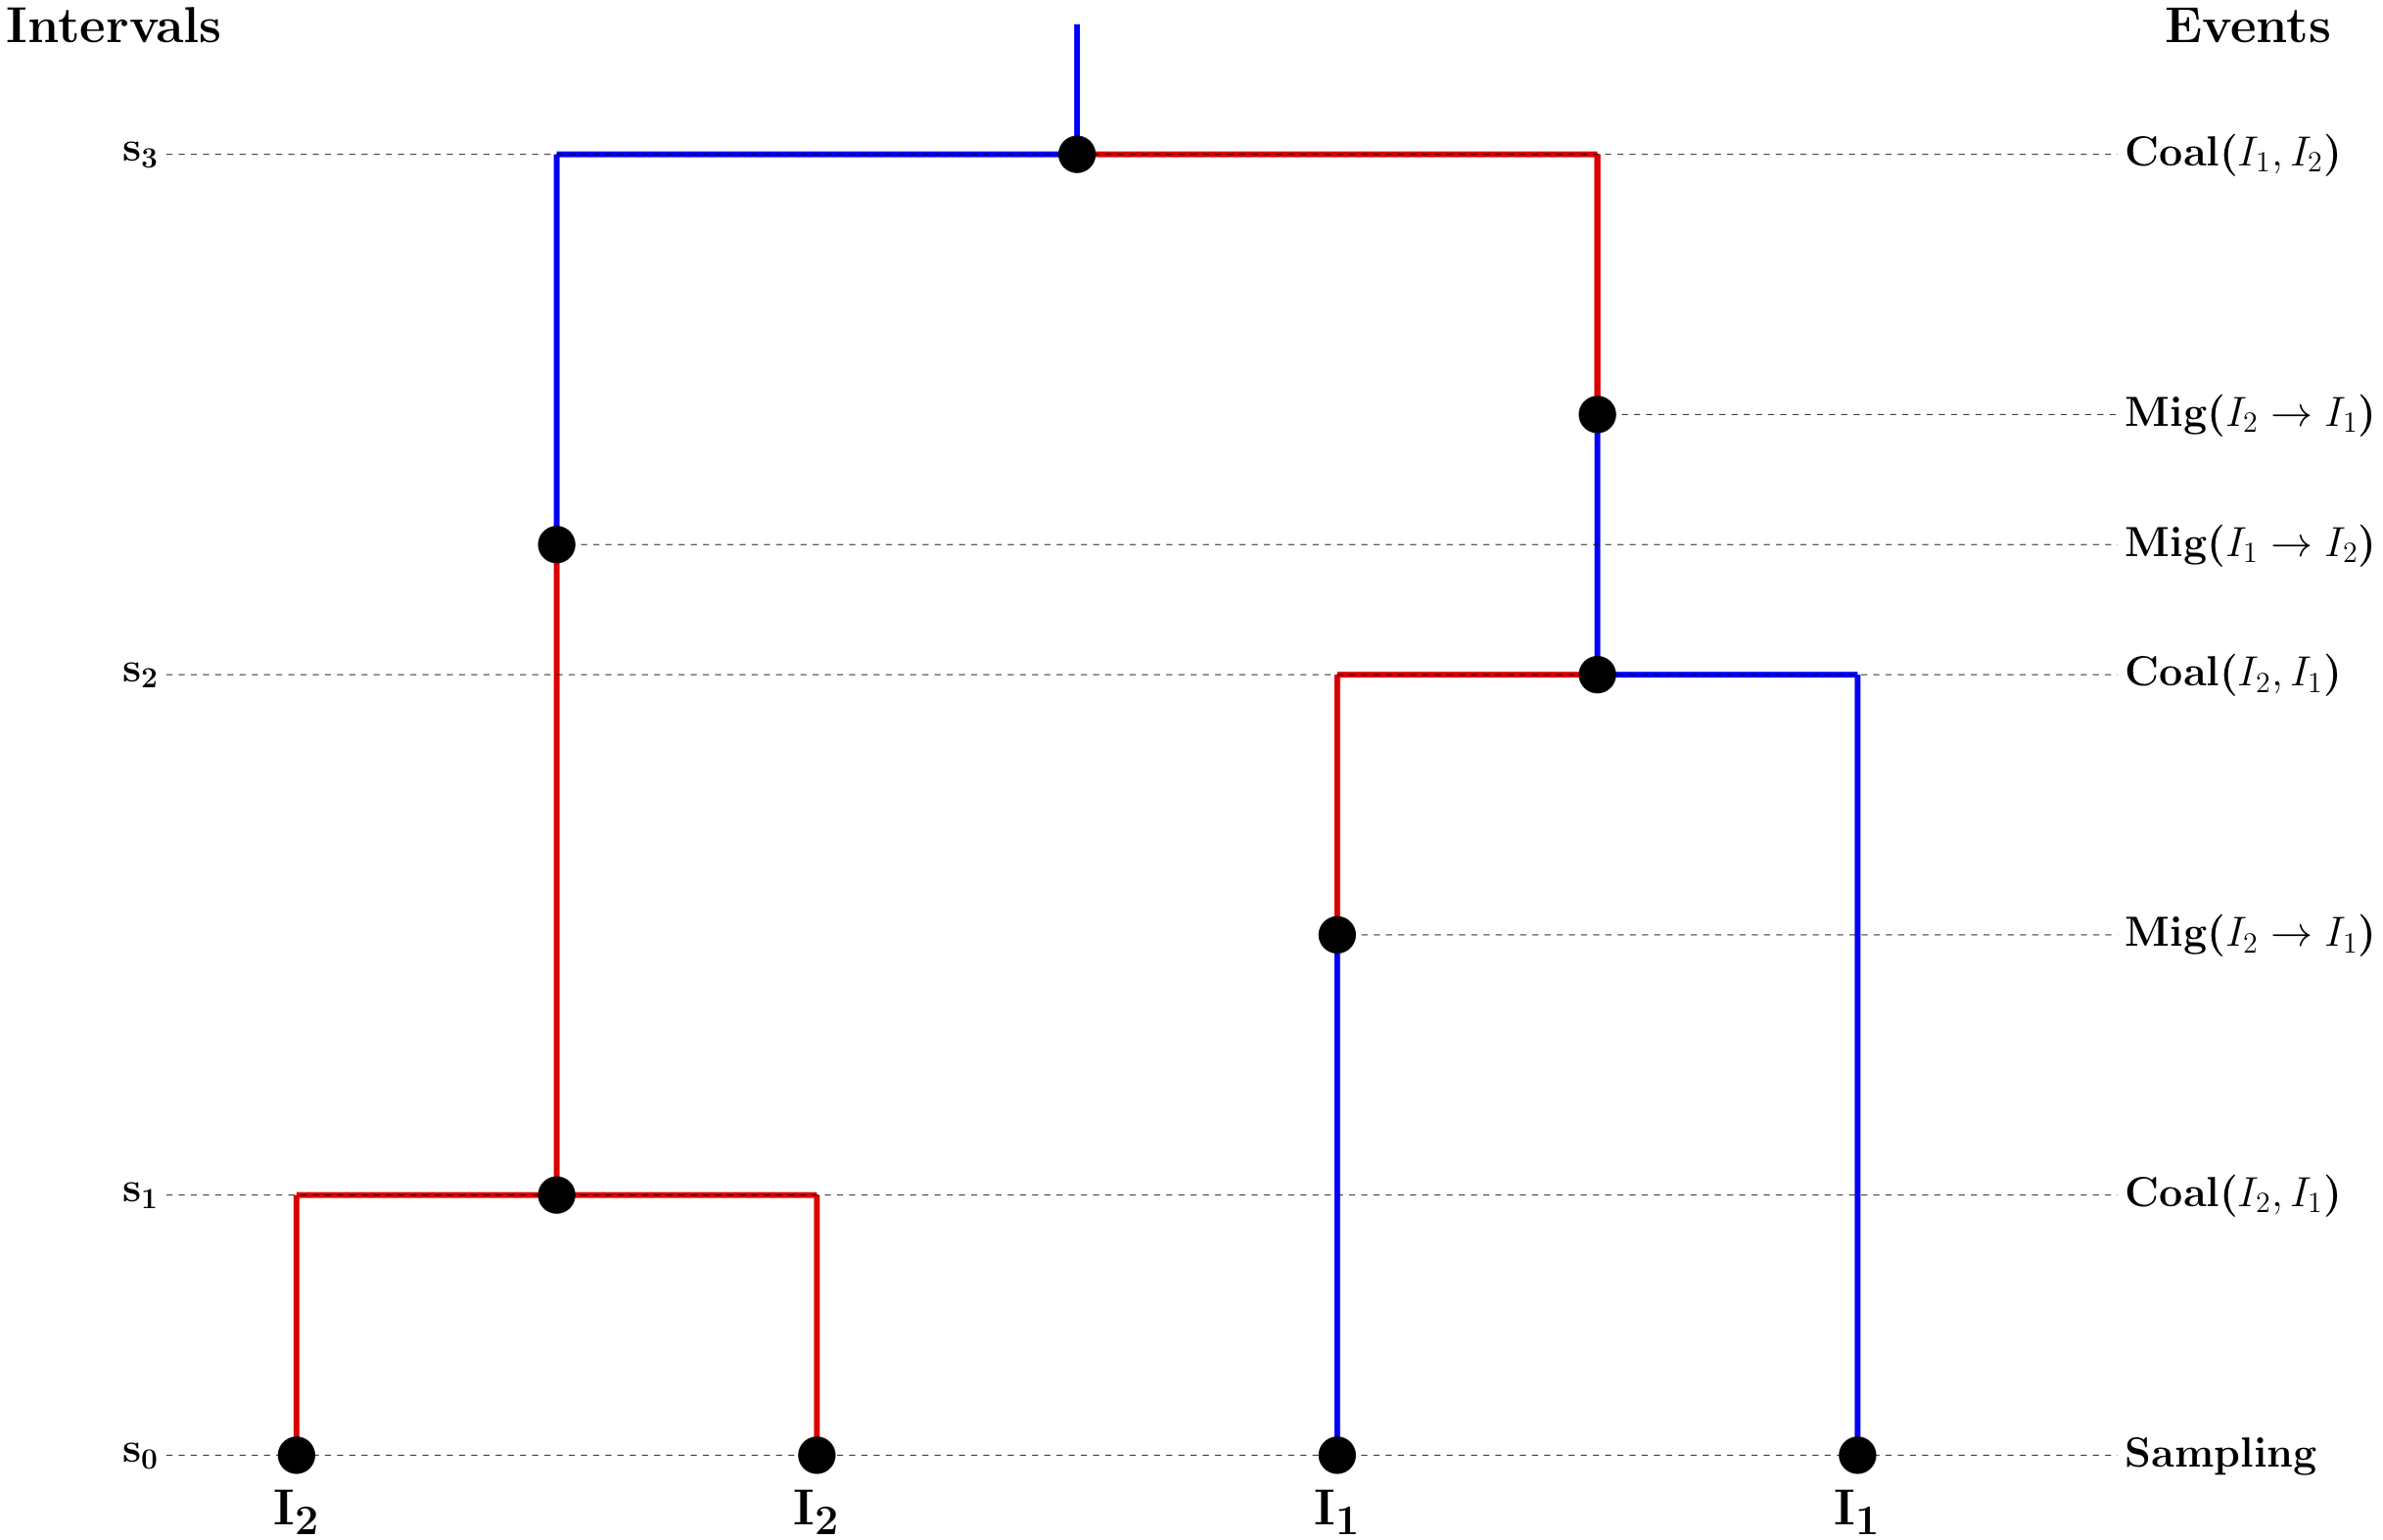 Intervals Events
s₃ Coal(I₁, I₂)
Mig(I₂ → I₁)
Mig(I₁ → I₂)
s₂ Coal(I₂, I₁)
Mig(I₂ → I₁)
s₁ Coal(I₂, I₁)
s₀ Sampling
I₂ I₂ I₁ I₁